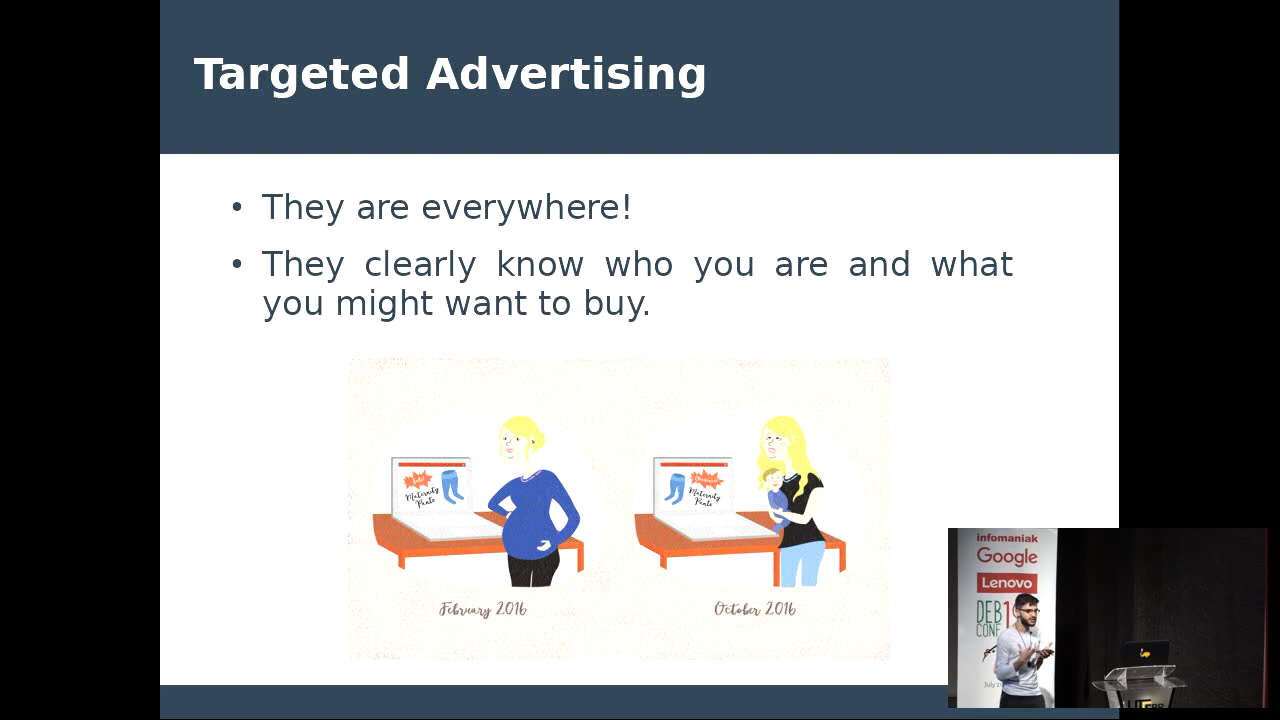 Targeted Advertising
• They are everywhere!
• They clearly know who you are and what
you might want to buy.
Maternity
Pants
Maternity
Pants
February 2016
October 2016
infomaniak
Google
Lenovo
DEB
CONF
July